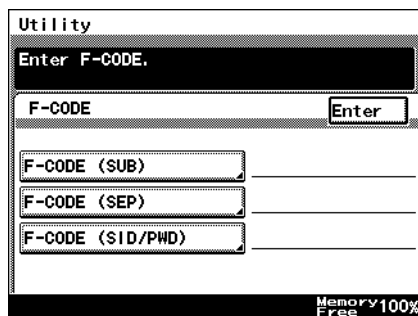 Utility
Enter F-CODE.
F-CODE
Enter
F-CODE (SUB)
F-CODE (SEP)
F-CODE (SID/PWD)
Memory
Free 100%